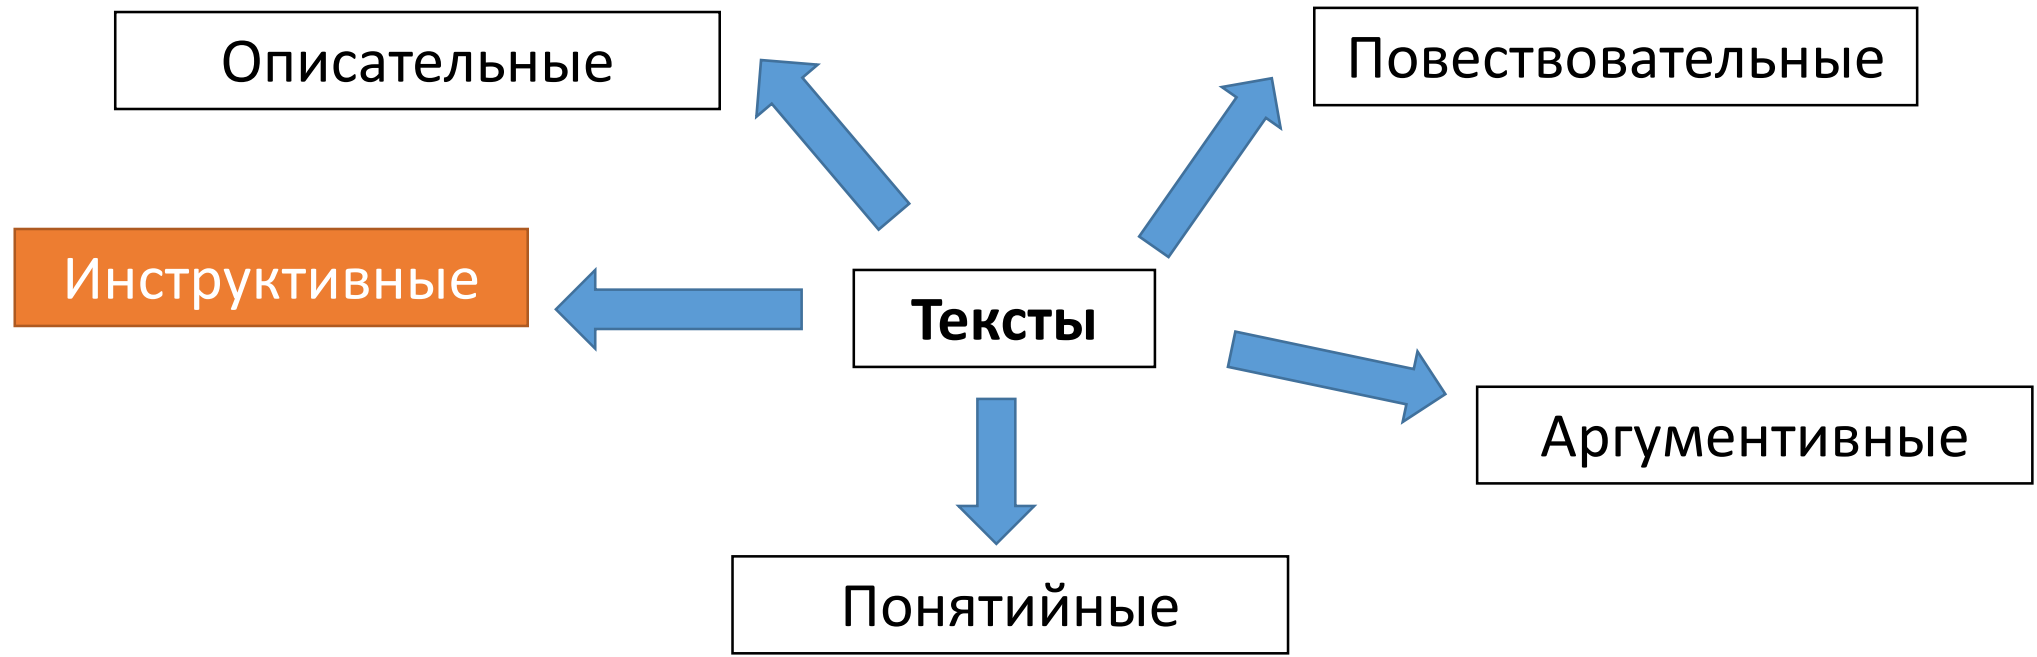 Описательные
Повествовательные
Инструктивные
Тексты
Аргументивные
Понятийные